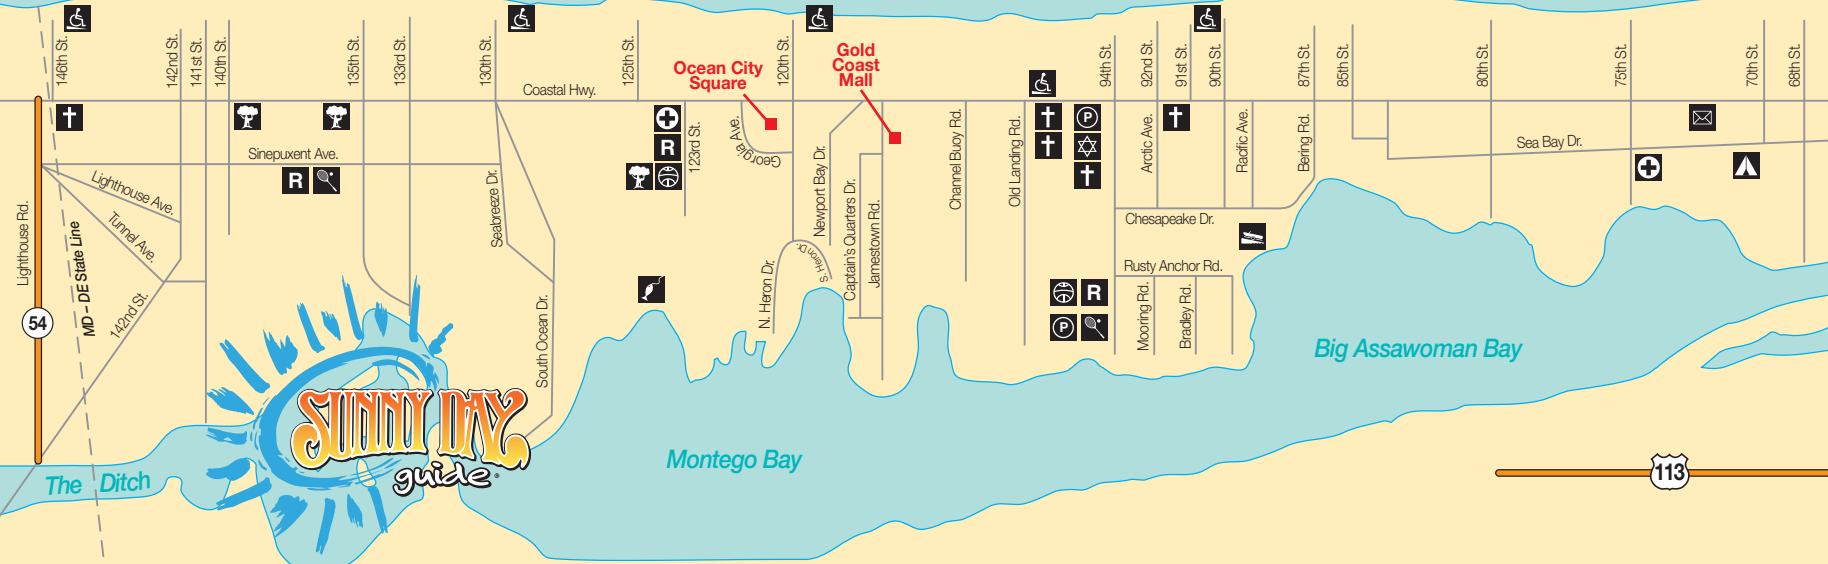 146th St.
142nd St.
141st St.
140th St.
135th St.
133rd St.
130th St.
125th St.
120th St.
94th St.
92nd St.
91st St.
90th St.
87th St.
85th St.
80th St.
75th St.
70th St.
68th St.
Coastal Hwy.
Ocean City
Square
Gold
Coast
Mall
Sinepuxent Ave.
R
R
123rd St.
Georgia Ave.
Newport Bay Dr.
Captain's Quarters Dr.
Jamestown Rd.
Channel Buoy Rd.
Old Landing Rd.
P
Arctic Ave.
Pacific Ave.
Bering Rd.
Sea Bay Dr.
Lighthouse Ave.
Tunnel Ave.
142nd St.
Lighthouse Rd.
54
MD – DE State Line
Seabreeze Dr.
South Ocean Dr.
N. Heron Dr.
S. Heron Dr.
Chesapeake Dr.
Rusty Anchor Rd.
Mooring Rd.
Bradley Rd.
R
P
Big Assawoman Bay
Montego Bay
The Ditch
SUNNY DAY
guide®
113